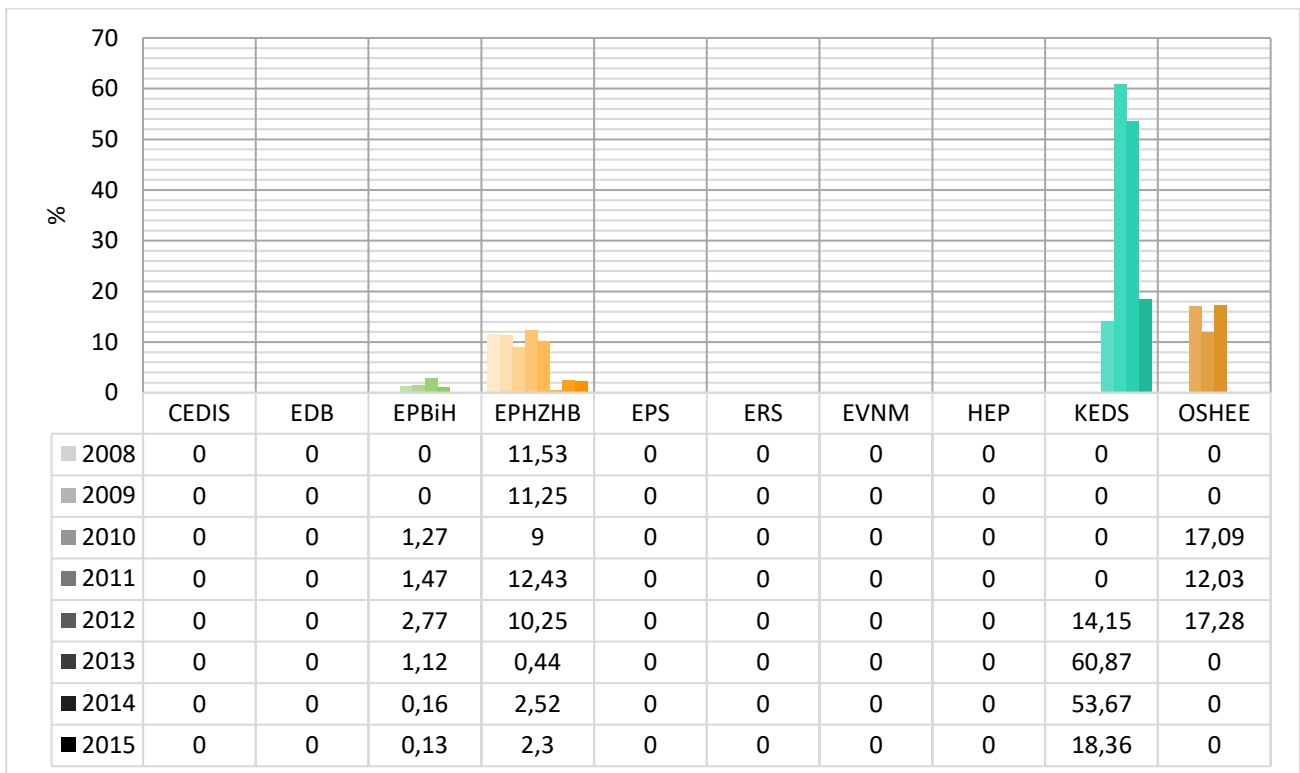 70
60
50
40
30
20
10
0
%
CEDIS EDB EPBiH EPHZHB EPS ERS EVNM HEP KEDS OSHEE
2008 0 0 0 11,53 0 0 0 0 0 0
2009 0 0 0 11,25 0 0 0 0 0 0
2010 0 0 1,27 9 0 0 0 0 0 17,09
2011 0 0 1,47 12,43 0 0 0 0 0 12,03
2012 0 0 2,77 10,25 0 0 0 0 14,15 17,28
2013 0 0 1,12 0,44 0 0 0 0 60,87 0
2014 0 0 0,16 2,52 0 0 0 0 53,67 0
2015 0 0 0,13 2,3 0 0 0 0 18,36 0